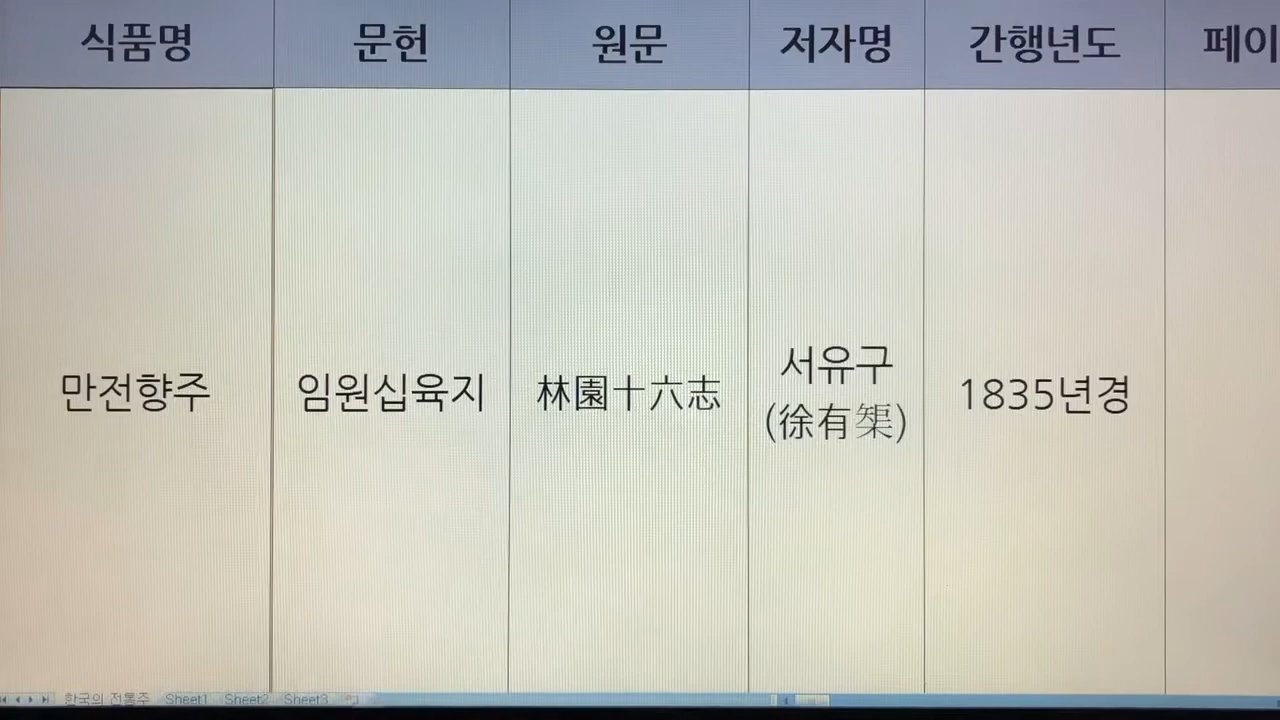 식품명 문헌 원문 저자명 간행년도 페이
만전향주 임원십육지 林園十六志 서유구 (徐有榘) 1835년경
한국의 전통주 Sheet1 Sheet2 Sheet3